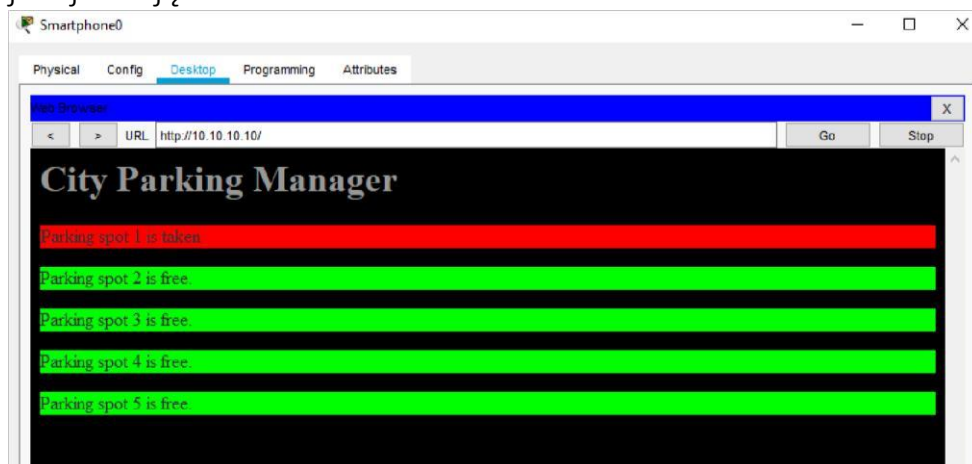 Smartphone0
Physical Config Desktop Programming Attributes
Web Browser X
< > URL http://10.10.10.10/ Go Stop
City Parking Manager
Parking spot 1 is taken.
Parking spot 2 is free.
Parking spot 3 is free.
Parking spot 4 is free.
Parking spot 5 is free.